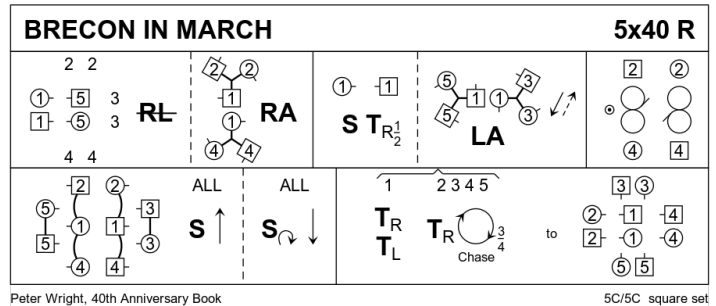 BRECON IN MARCH 5x40 R
2 2
1 5 3 RL
1 5 3
4 4
2 2
1
1
4 4
RA
1 1
S T R 1/2
5 3
1 1
5 3
LA
2 2
4 4
2 2 ALL ALL
5 3
1 1 S S
5 3
4 4
1 2 3 4 5
T R
T L
T R 3/4
Chase
to
3 3
2 1 4
2 1 4
5 5
Peter Wright, 40th Anniversary Book 5C/5C square set